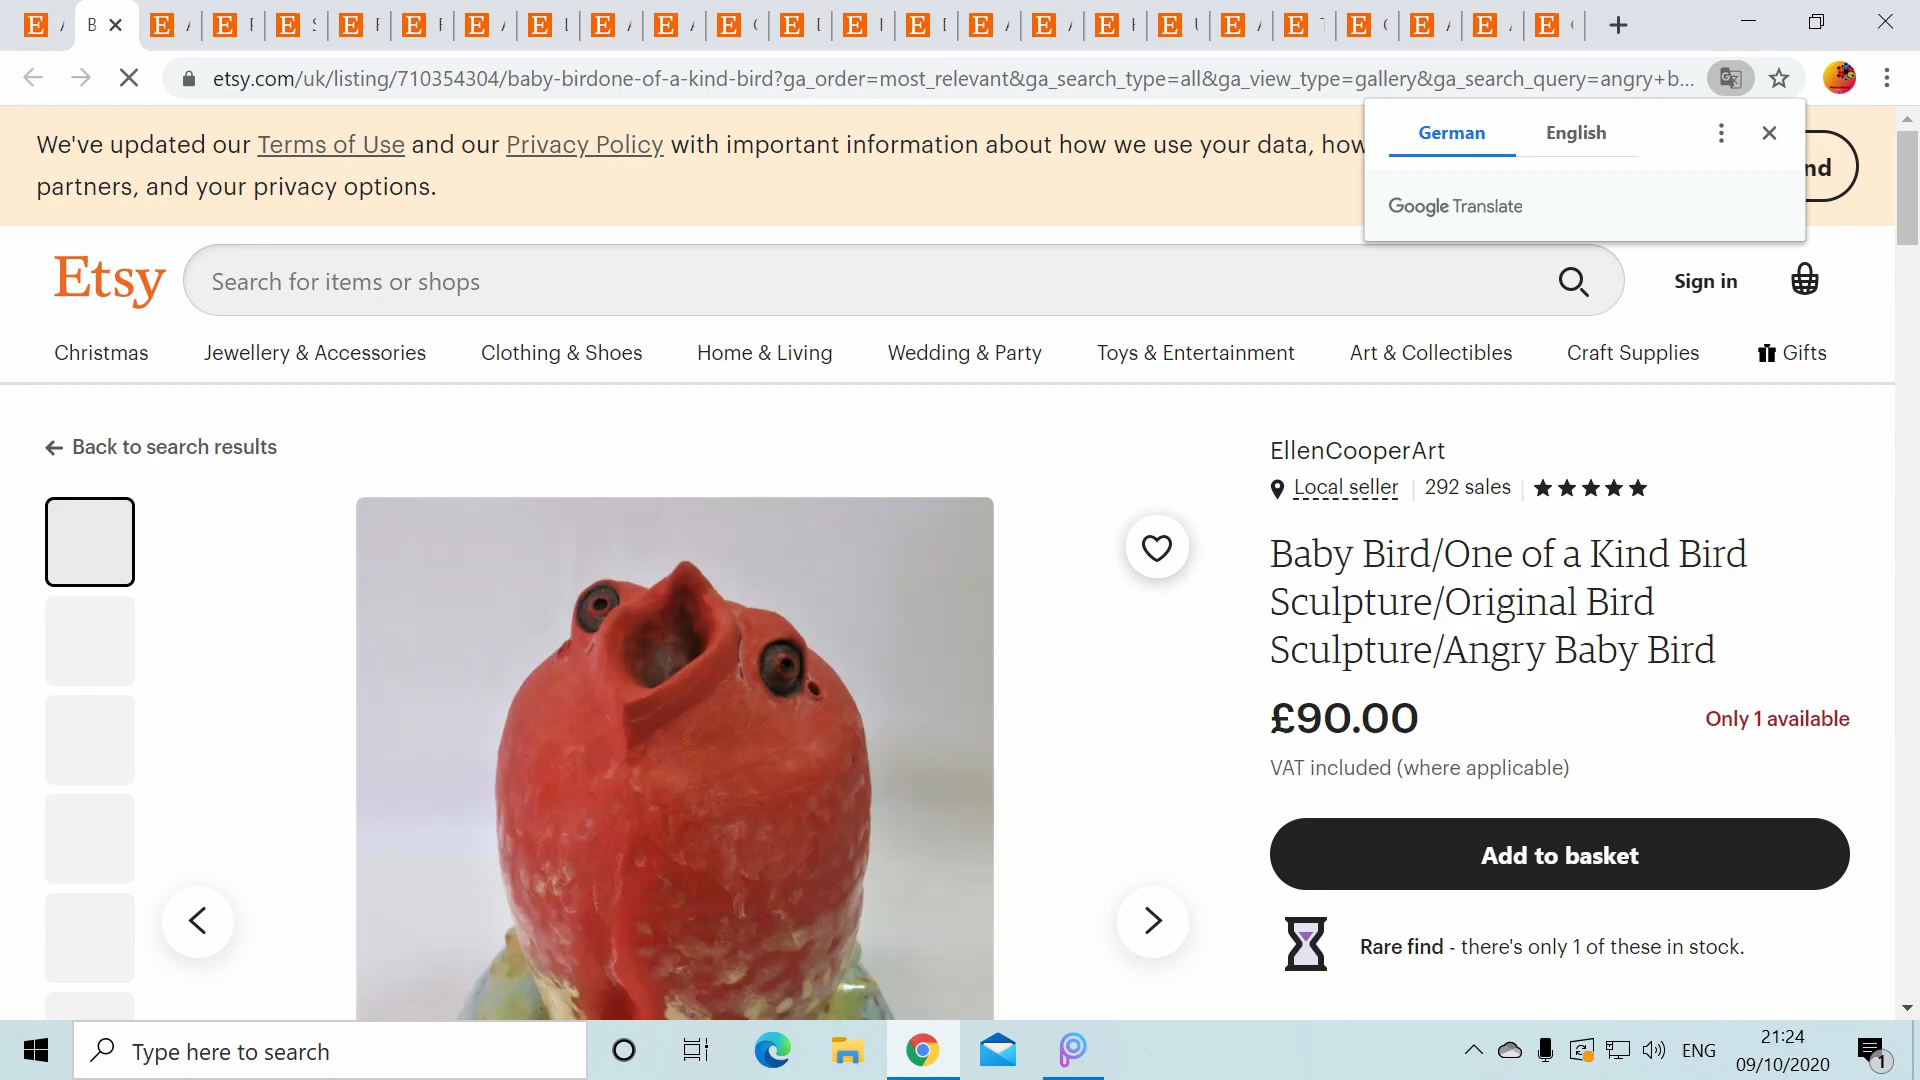 etsy.com/uk/listing/710354304/baby-birdone-of-a-kind-bird?ga_order=most_relevant&ga_search_type=all&ga_view_type=gallery&ga_search_query=angry+b...
German English
Google Translate
We've updated our Terms of Use and our Privacy Policy with important information about how we use your data, how
partners, and your privacy options.
nd
Etsy
Search for items or shops
Sign in
Christmas Jewellery & Accessories Clothing & Shoes Home & Living Wedding & Party Toys & Entertainment Art & Collectibles Craft Supplies Gifts
Back to search results
EllenCooperArt
Local seller 292 sales
Baby Bird/One of a Kind Bird
Sculpture/Original Bird
Sculpture/Angry Baby Bird
£90.00
Only 1 available
VAT included (where applicable)
Add to basket
Rare find - there's only 1 of these in stock.
Type here to search
ENG
21:24
09/10/2020
1